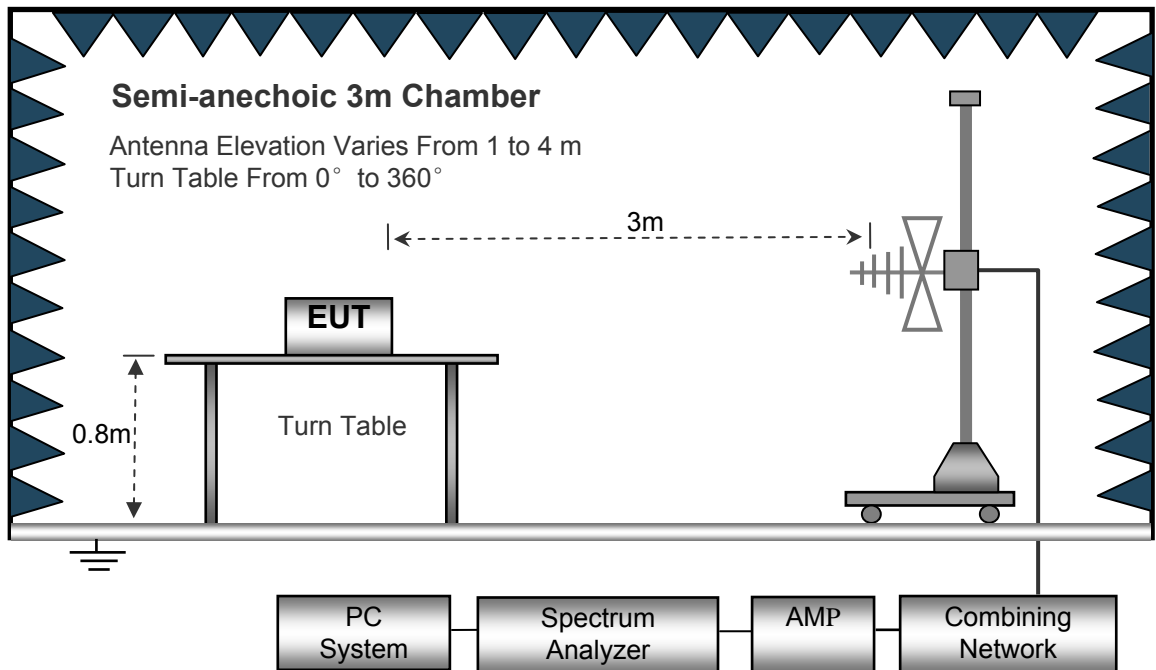 Semi-anechoic 3m Chamber
Antenna Elevation Varies From 1 to 4 m
Turn Table From 0° to 360°
3m
EUT
0.8m
Turn Table
PC
System
Spectrum
Analyzer
AMP
Combining
Network